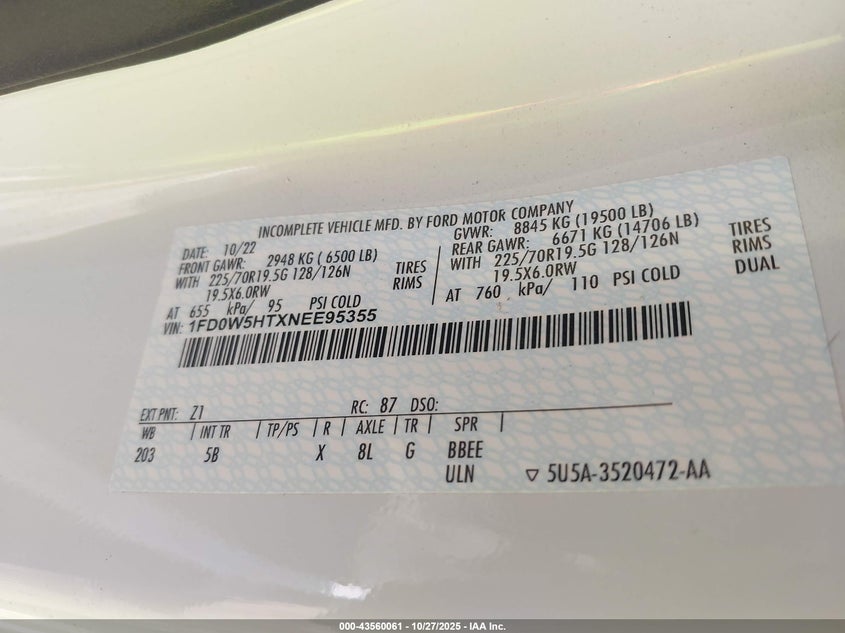 INCOMPLETE VEHICLE MFD. BY FORD MOTOR COMPANY
DATE: 10/22 GVWR: 8845 KG (19500 LB)
FRONT GAWR: 2948 KG ( 6500 LB) REAR GAWR: 6671 KG (14706 LB)
WITH 225/70R19.5G 128/126N TIRES WITH 225/70R19.5G 128/126N TIRES
19.5X6.0RW RIMS 19.5X6.0RW RIMS
AT 655 kPa/ 95 PSI COLD AT 760 kPa/ 110 PSI COLD DUAL
VIN: 1FD0W5HTXNEE95355
EXT PNT: Z1 RC: 87 DSO:
WB | INT TR | TP/PS | R | AXLE | TR | SPR |
203 5B X 8L G BBEE
ULN ▽ 5U5A-3520472-AA
000-43560061 | 10/27/2025 - IAA Inc.